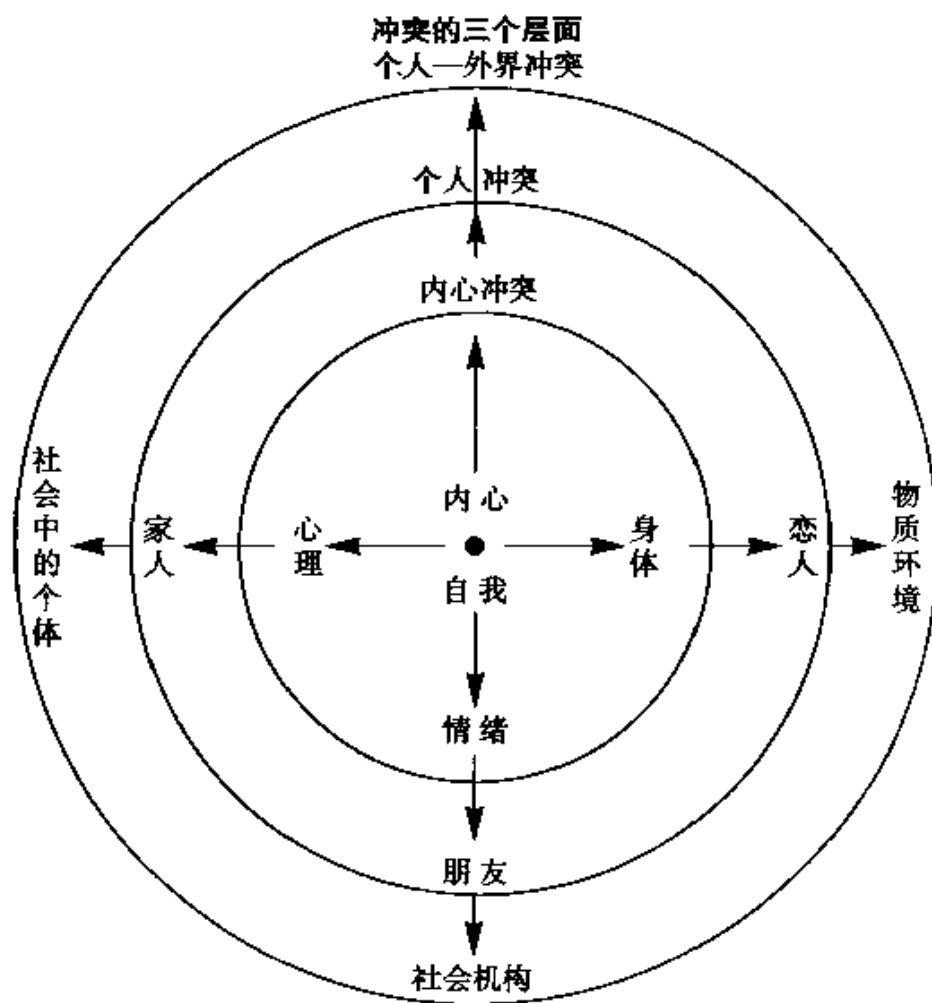 冲突的三个层面
个人—外界冲突
个人冲突
内心冲突
内心
自我
社会中的个体
家人
心理
身体
恋人
物质环境
情绪
朋友
社会机构